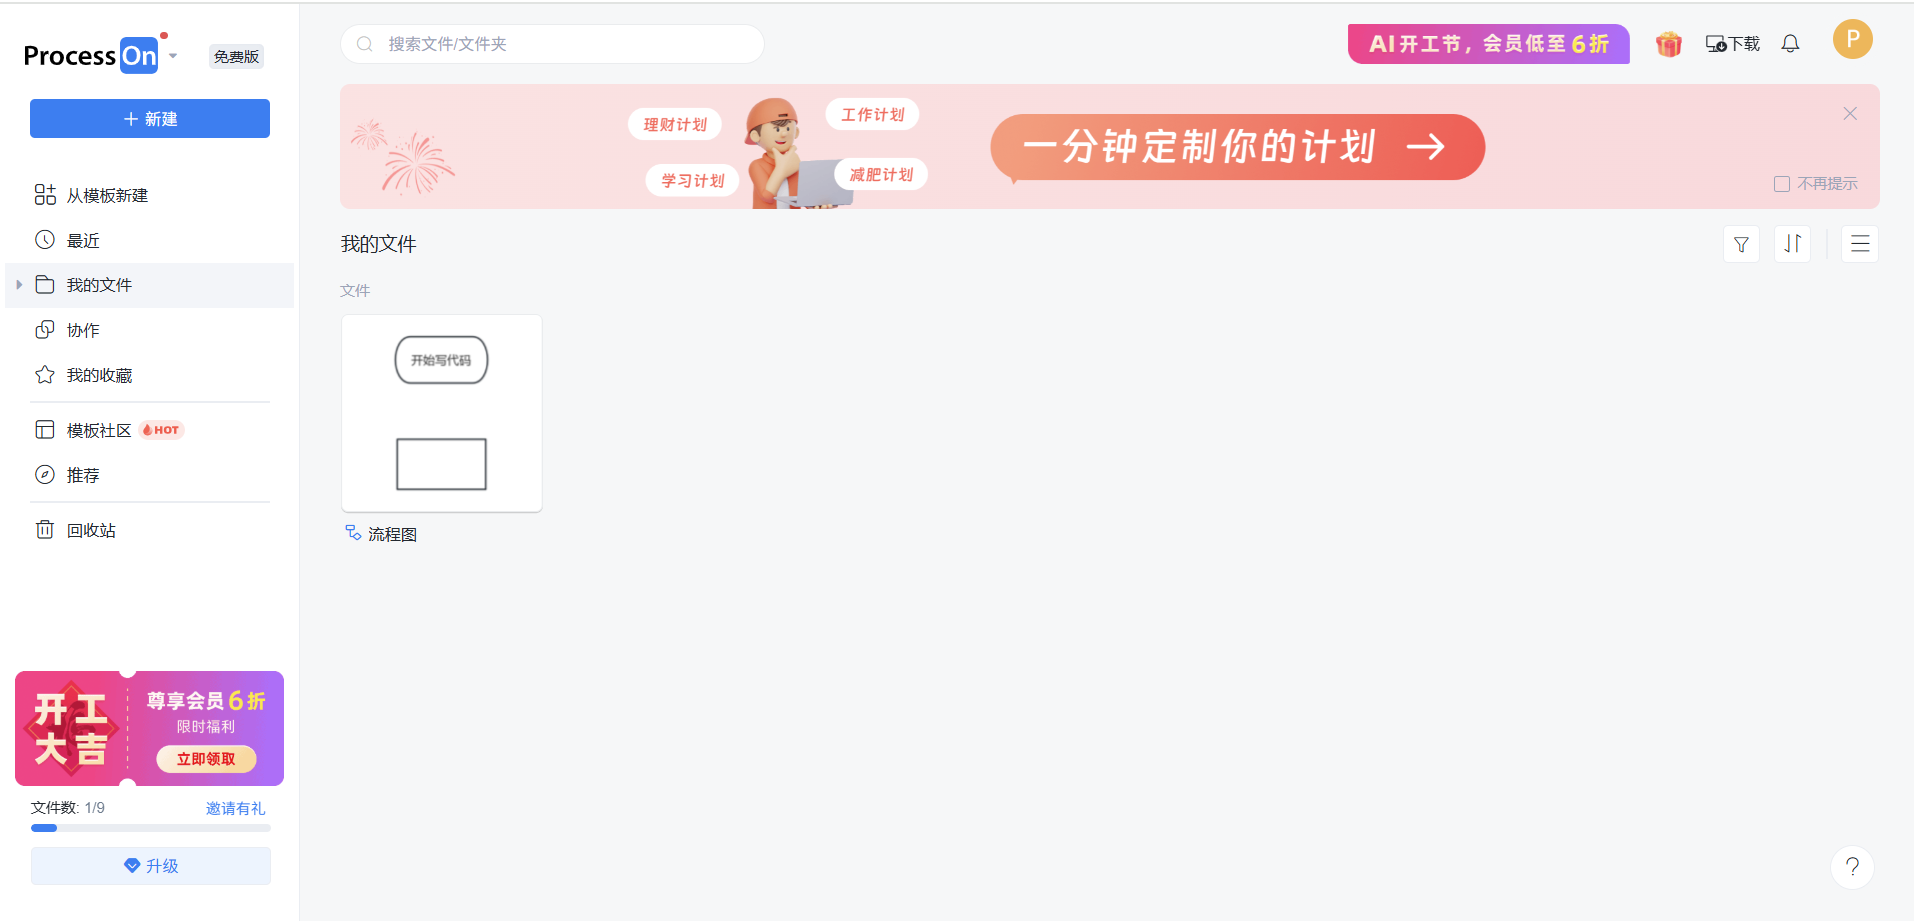 ProcessOn
免费版
新建
从模板新建
最近
我的文件
协作
我的收藏
模板社区 HOT
推荐
回收站
开工大吉
尊享会员6折
限时福利
立即领取
文件数: 1/9
邀请有礼
升级
搜索文件/文件夹
AI开工节，会员低至6折
下载
P
理财计划
工作计划
学习计划
减肥计划
一分钟定制你的计划
不再提示
我的文件
文件
开始写代码
流程图
?